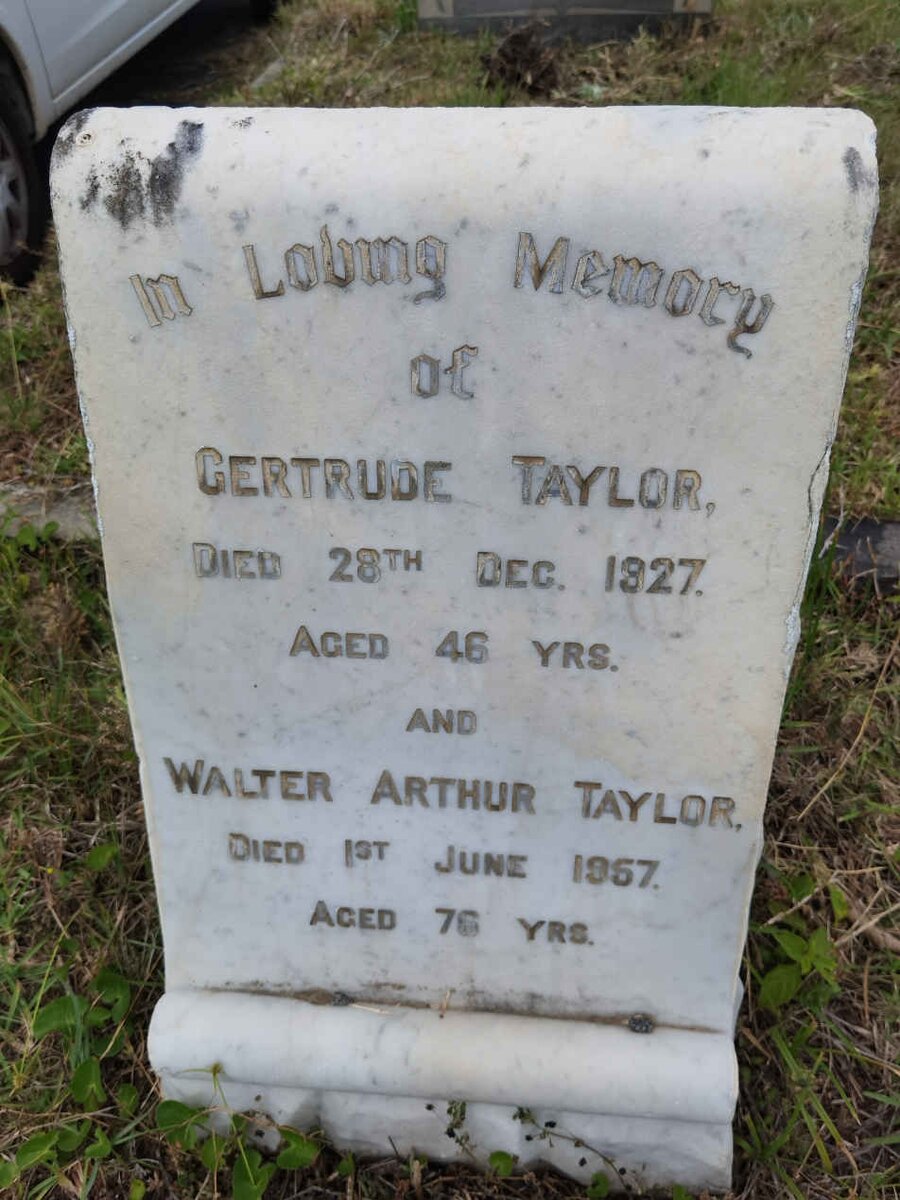 In Loving Memory
of
GERTRUDE TAYLOR,
DIED 28TH DEC. 1927.
AGED 46 YRS.
AND
WALTER ARTHUR TAYLOR,
DIED 1ST JUNE 1957.
AGED 76 YRS.